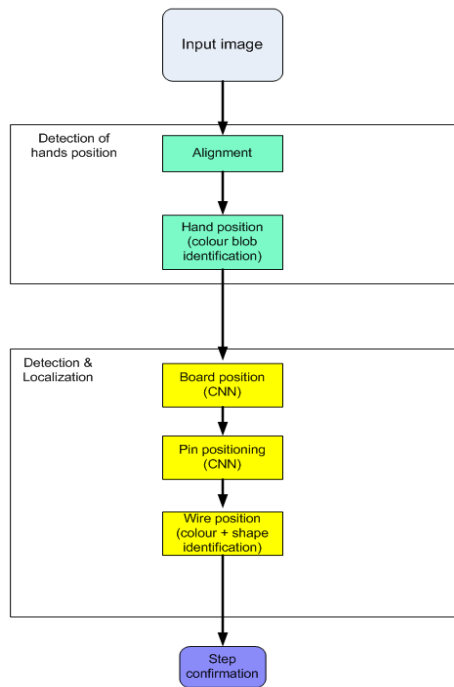 Input image
Detection of
hands position
Alignment
Hand position
(colour blob
identification)
Detection &
Localization
Board position
(CNN)
Pin positioning
(CNN)
Wire position
(colour + shape
identification)
Step
confirmation